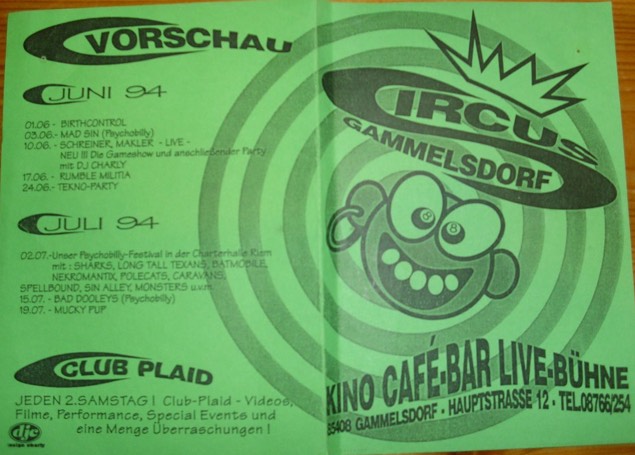 VORSCHAU
JUNI 94
01.06 - BIRTHCONTROL
03.06.- MAD SIN (Psychobilly)
10.06. - SCHREINER, MAKLER - LIVE -
NEU !!! Die Gameshow und anschließender Party
mit DJ CHARLY
17.06 - RUMBLE MILITIA
24.06. - TEKNO-PARTY
JULI 94
02.07.-Unser Psychobilly-Festival in der Charterhalle Riem
mit : SHARKS, LONG TALL TEXANS, BATMOBILE,
NEKROMANTIX, POLECATS, CARAVANS,
SPELLBOUND, SIN ALLEY, MONSTERS u.v.m.
15.07. - BAD DOOLEYS (Psychobilly)
19.07. - MUCKY PUP
CLUB PLAID
JEDEN 2.SAMSTAG ! Club-Plaid - Videos,
Filme, Performance, Special Events und
eine Menge Überraschungen !
djc
CIRCUS
GAMMELSDORF
8 8
KINO CAFÉ-BAR LIVE-BÜHNE
85408 GAMMELSDORF - HAUPTSTRASSE 12 - TEL.08766/254